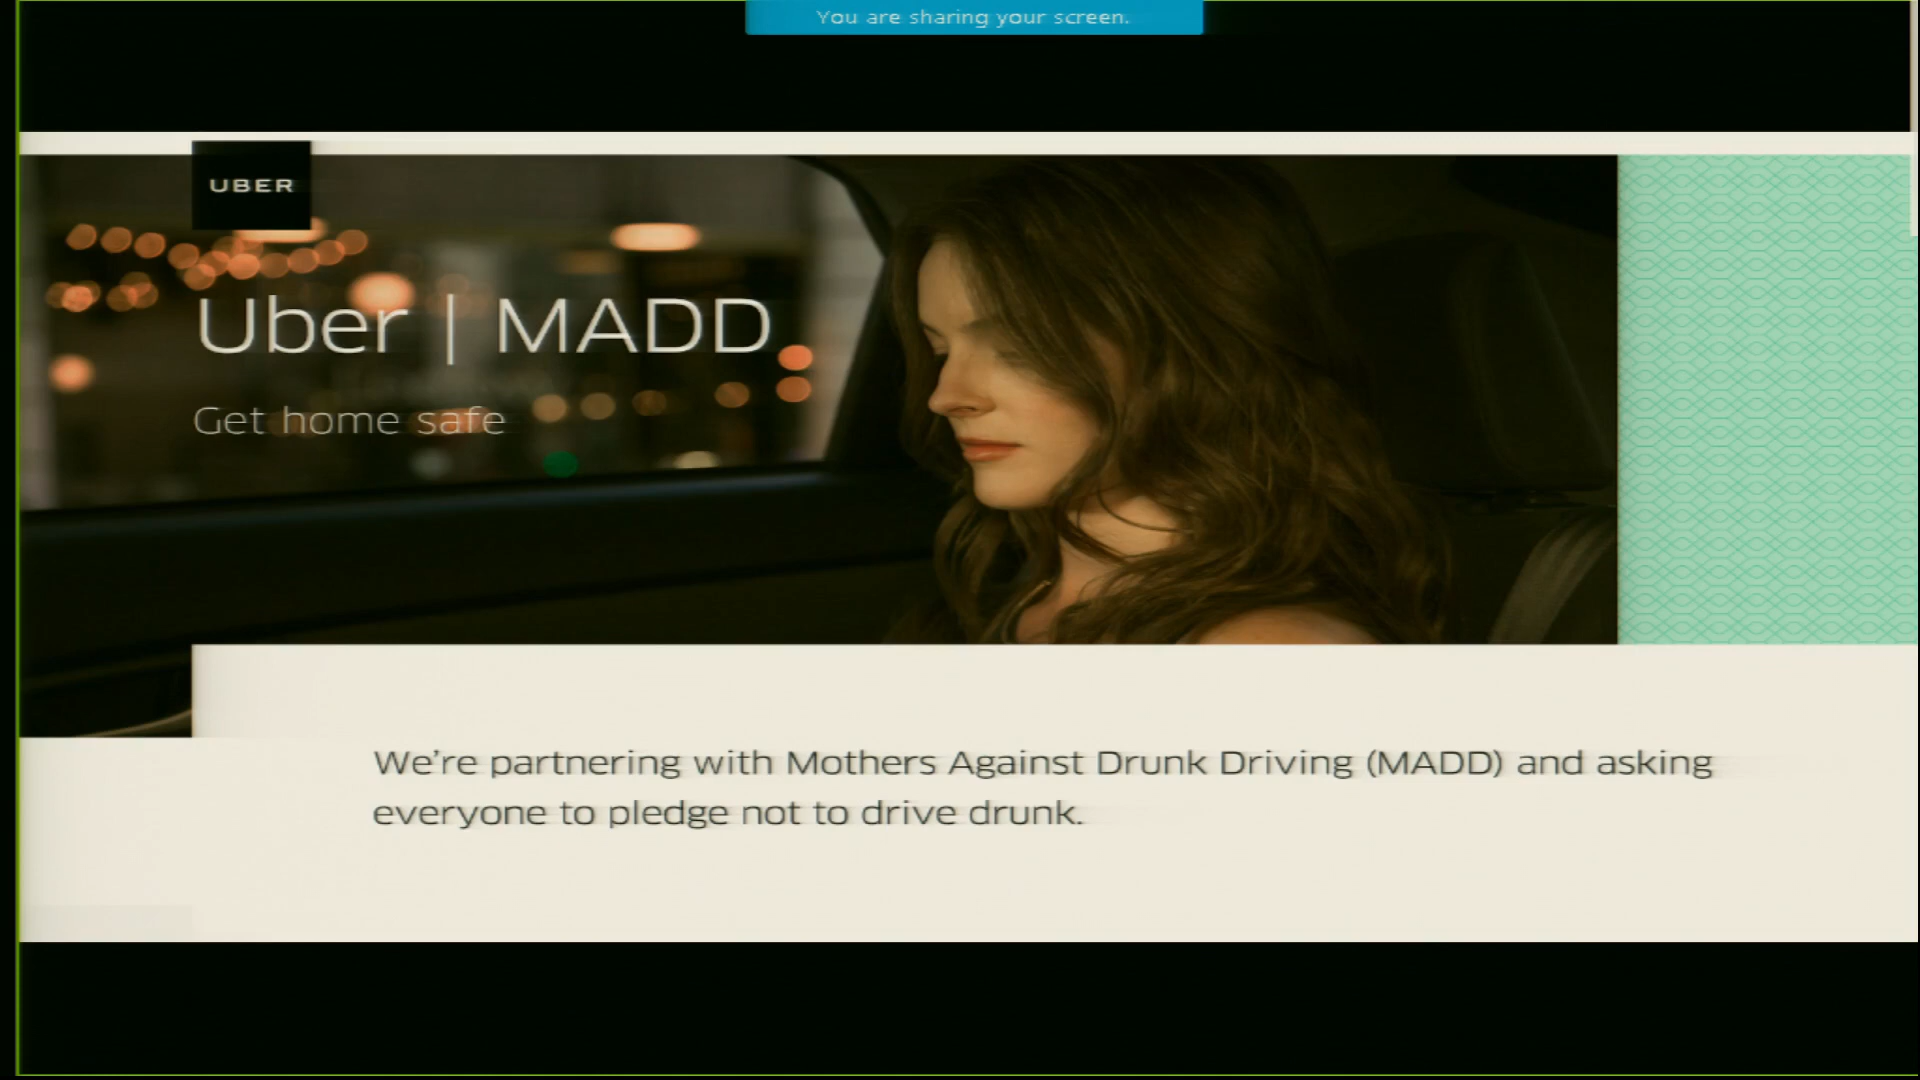 You are sharing your screen.
UBER
Uber | MADD
Get home safe
We're partnering with Mothers Against Drunk Driving (MADD) and asking
everyone to pledge not to drive drunk.